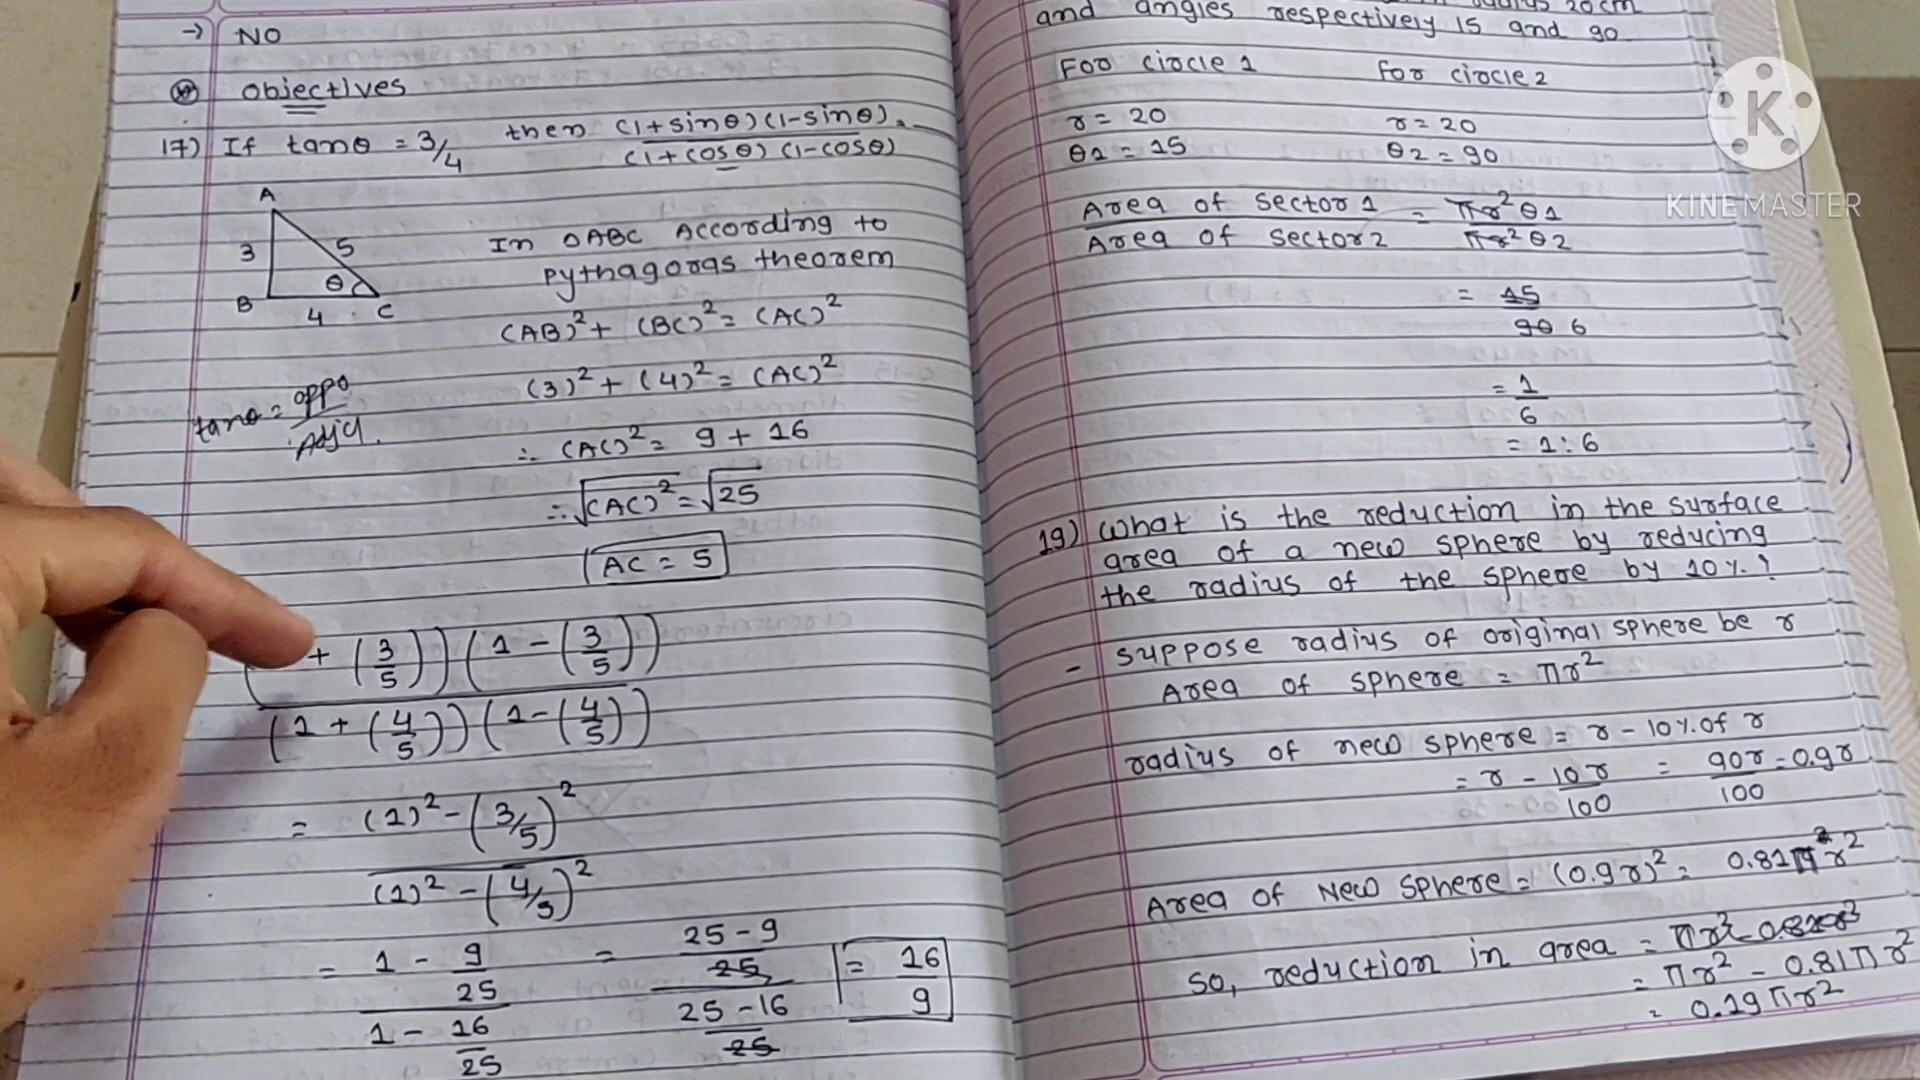 → NO
Objectives
17) If tanθ = 3/4 then (1+sinθ)(1-sinθ)
(1+cosθ) (1-cosθ)
A
3 5
θ
B 4 C
In △ABC According to
pythagoras theorem
(AB)² + (BC)² = (AC)²
(3)² + (4)² = (AC)²
tanθ = oppo
Adj
∴ (AC)² = 9 + 16
∴ √(AC)² = √25
AC = 5
+ (3/5)) (1 - (3/5))
(1 + (4/5)) (1 - (4/5))
= (1)² - (3/5)²
(1)² - (4/5)²
= 1 - 9/25 = 25 - 9
25 = 16
1 - 16/25 25 - 16 9
25
and angles respectively 15 and 90
For circle 1 For circle 2
r = 20 r = 20
θ1 = 15 θ2 = 90
Area of sector 1 = πr²θ1
Area of sector 2 πr²θ2
= 15
90 6
= 1
6
= 1:6
19) What is the reduction in the surface
area of a new sphere by reducing
the radius of the sphere by 10%?
- suppose radius of original sphere be r
Area of sphere = πr²
radius of new sphere = r - 10% of r
= r - 10r = 90r = 0.9r
100 100
Area of New sphere = (0.9r)² = 0.81πr²
So, reduction in area = πr²
= πr² - 0.81πr²
= 0.19πr²
K
KINEMASTER